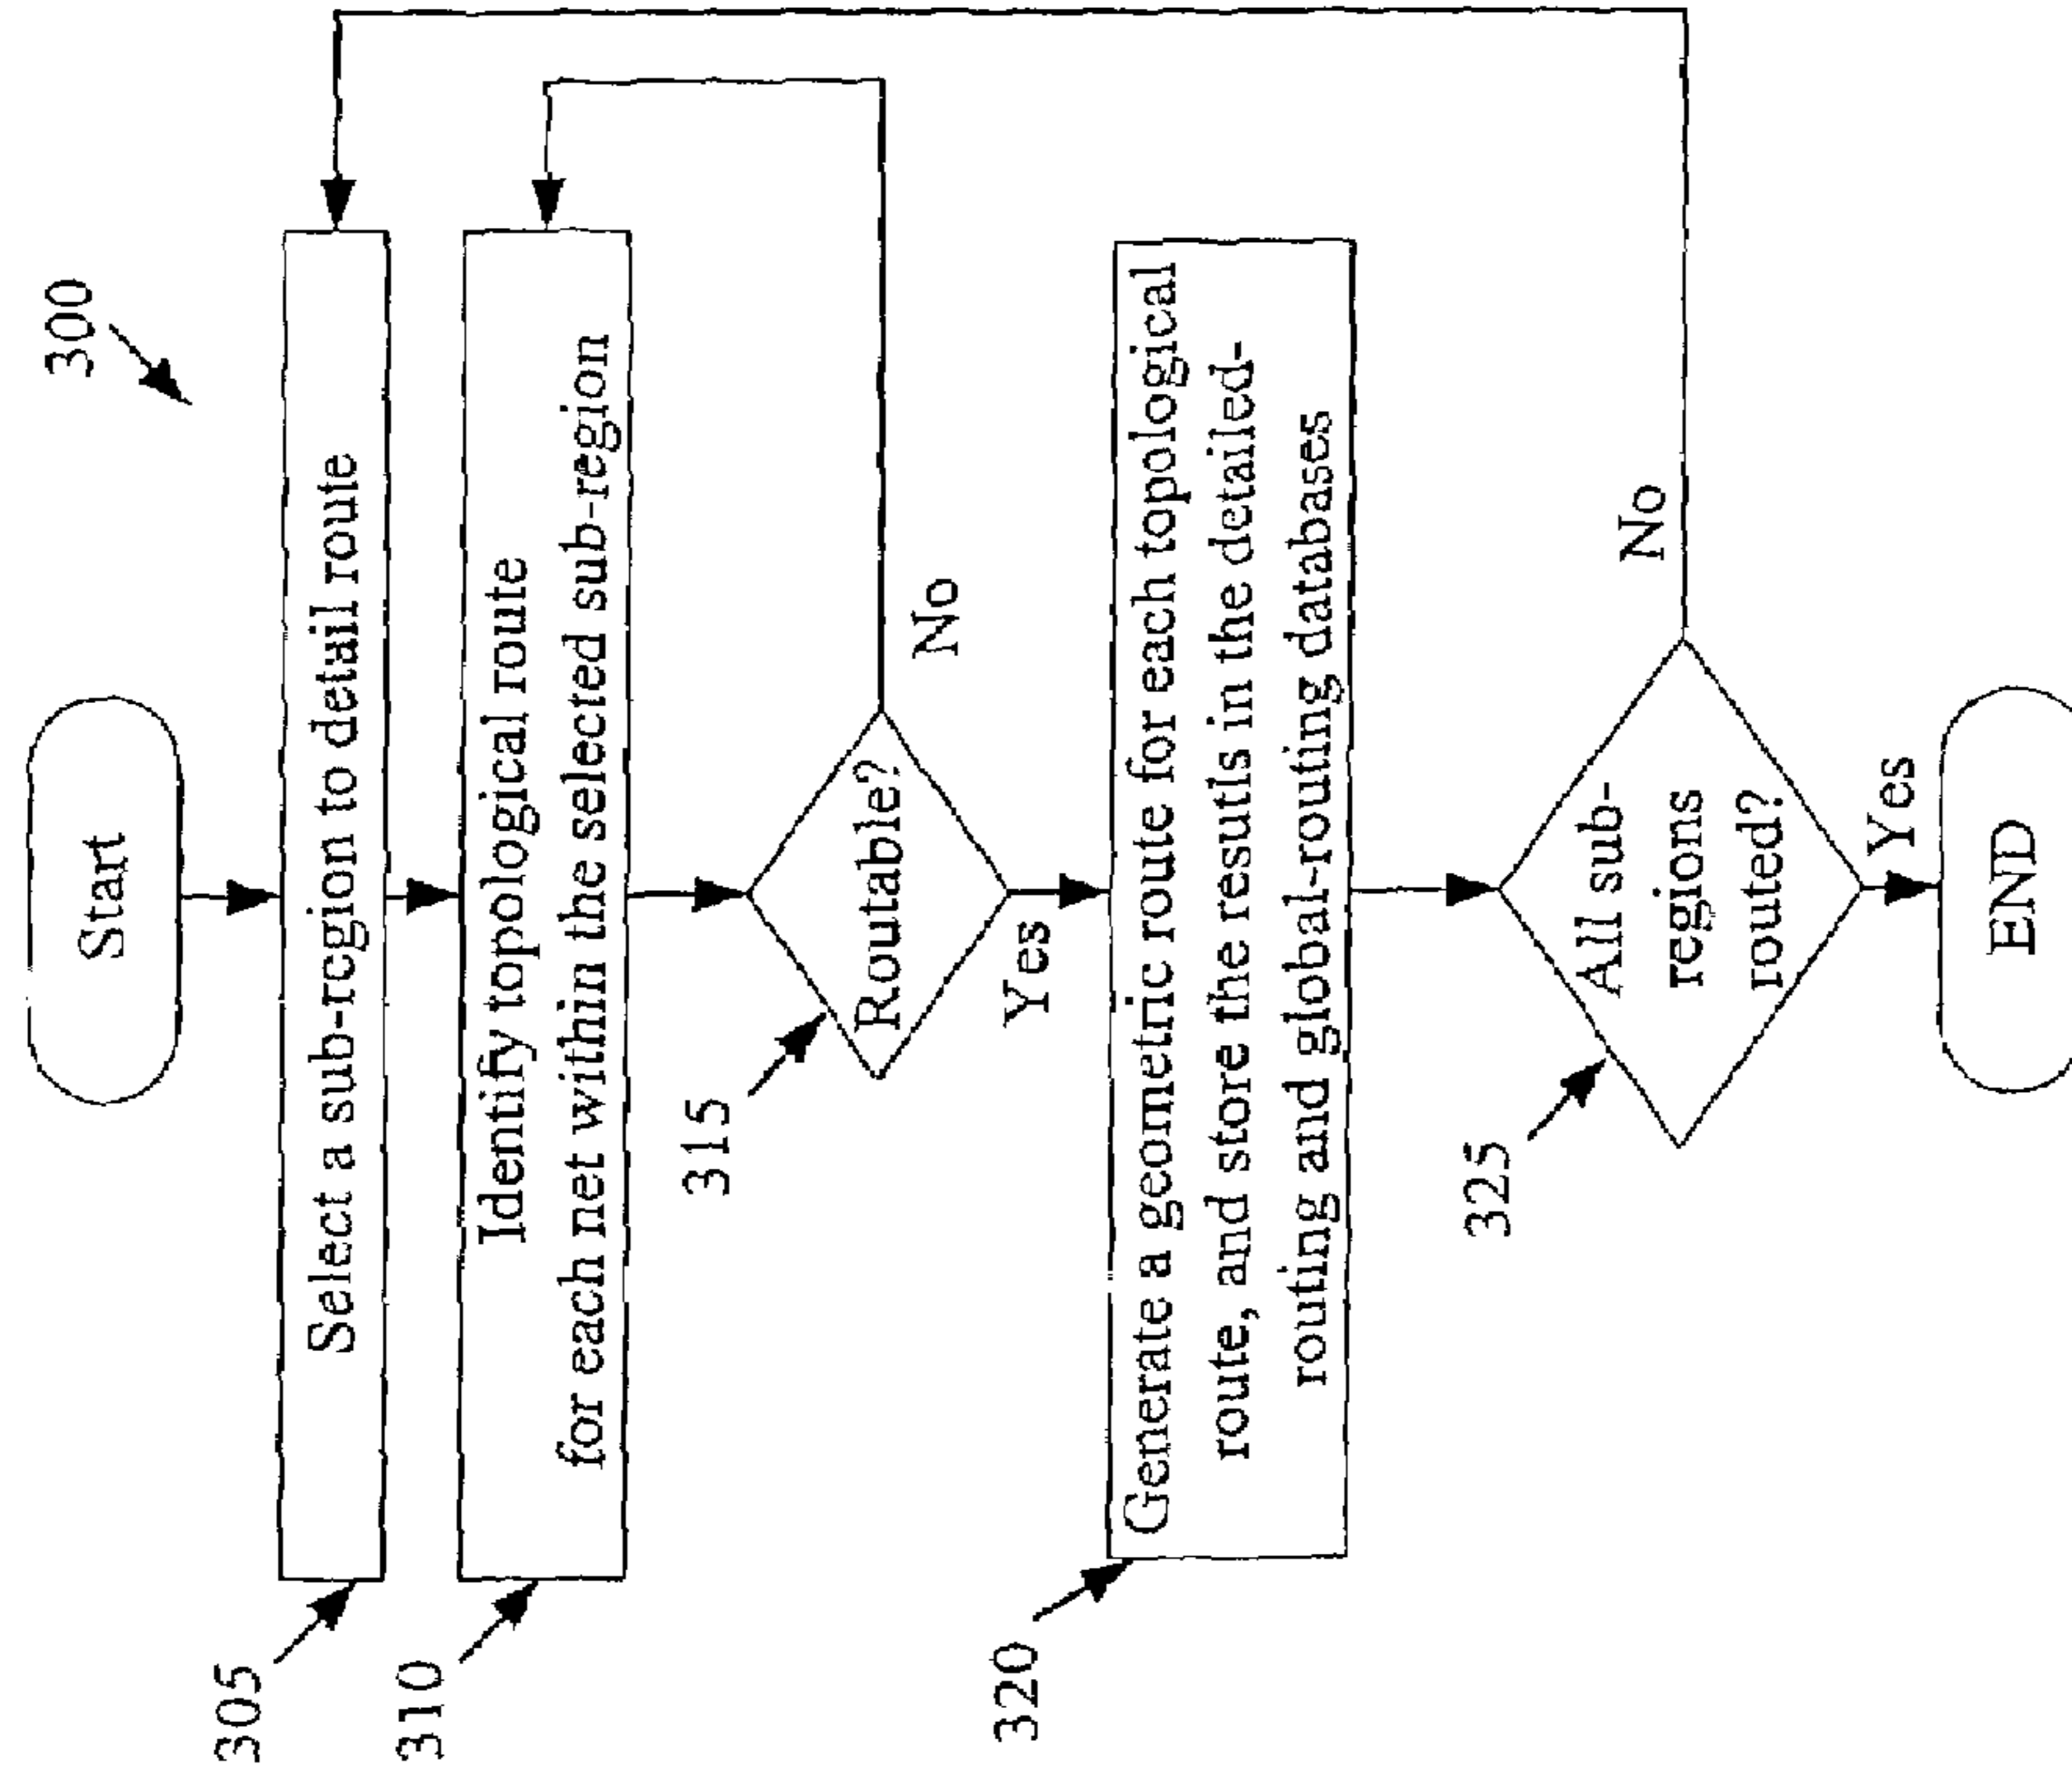 300
Start
305
Select a sub-region to detail route
310
Identify topological route
for each net within the selected sub-region
315
Routable?
No
Yes
320
Generate a geometric route for each topological
route, and store the results in the detailed-
routing and global-routing databases
325
All sub-
regions
routed?
No
Yes
END